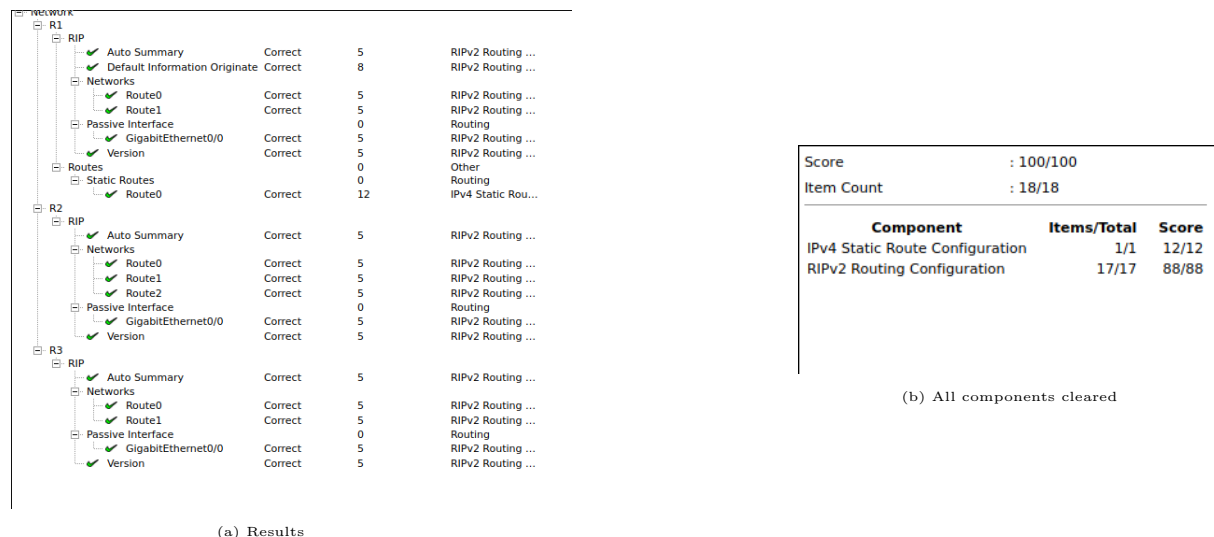 Network
R1
RIP
Auto Summary Correct 5 RIPv2 Routing ...
Default Information Originate Correct 8 RIPv2 Routing ...
Networks
Route0 Correct 5 RIPv2 Routing ...
Route1 Correct 5 RIPv2 Routing ...
Passive Interface 0 Routing
GigabitEthernet0/0 Correct 5 RIPv2 Routing ...
Version Correct 5 RIPv2 Routing ...
Routes 0 Other
Static Routes 0 Routing
Route0 Correct 12 IPv4 Static Rou...
R2
RIP
Auto Summary Correct 5 RIPv2 Routing ...
Networks
Route0 Correct 5 RIPv2 Routing ...
Route1 Correct 5 RIPv2 Routing ...
Route2 Correct 5 RIPv2 Routing ...
Passive Interface 0 Routing
GigabitEthernet0/0 Correct 5 RIPv2 Routing ...
Version Correct 5 RIPv2 Routing ...
R3
RIP
Auto Summary Correct 5 RIPv2 Routing ...
Networks
Route0 Correct 5 RIPv2 Routing ...
Route1 Correct 5 RIPv2 Routing ...
Passive Interface 0 Routing
GigabitEthernet0/0 Correct 5 RIPv2 Routing ...
Version Correct 5 RIPv2 Routing ...
(a) Results
Score : 100/100
Item Count : 18/18
Component Items/Total Score
IPv4 Static Route Configuration 1/1 12/12
RIPv2 Routing Configuration 17/17 88/88
(b) All components cleared